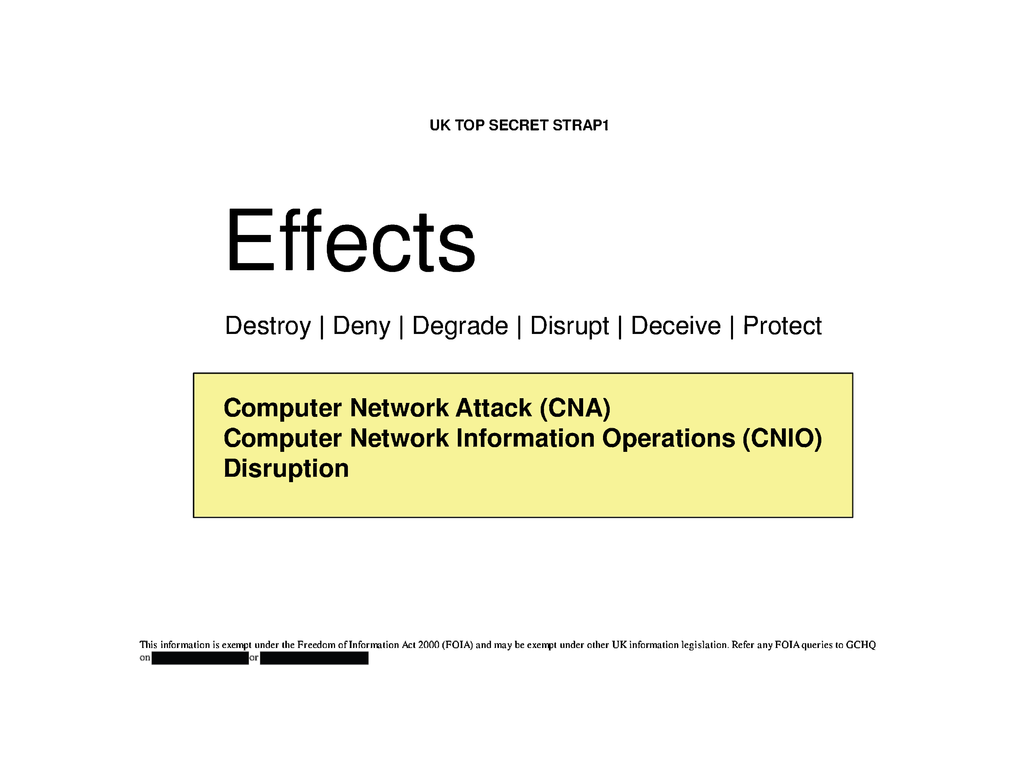 UK TOP SECRET STRAP1
Effects
Destroy | Deny | Degrade | Disrupt | Deceive | Protect
Computer Network Attack (CNA)
Computer Network Information Operations (CNIO)
Disruption
This information is exempt under the Freedom of Information Act 2000 (FOIA) and may be exempt under other UK information legislation. Refer any FOIA queries to GCHQ
on or